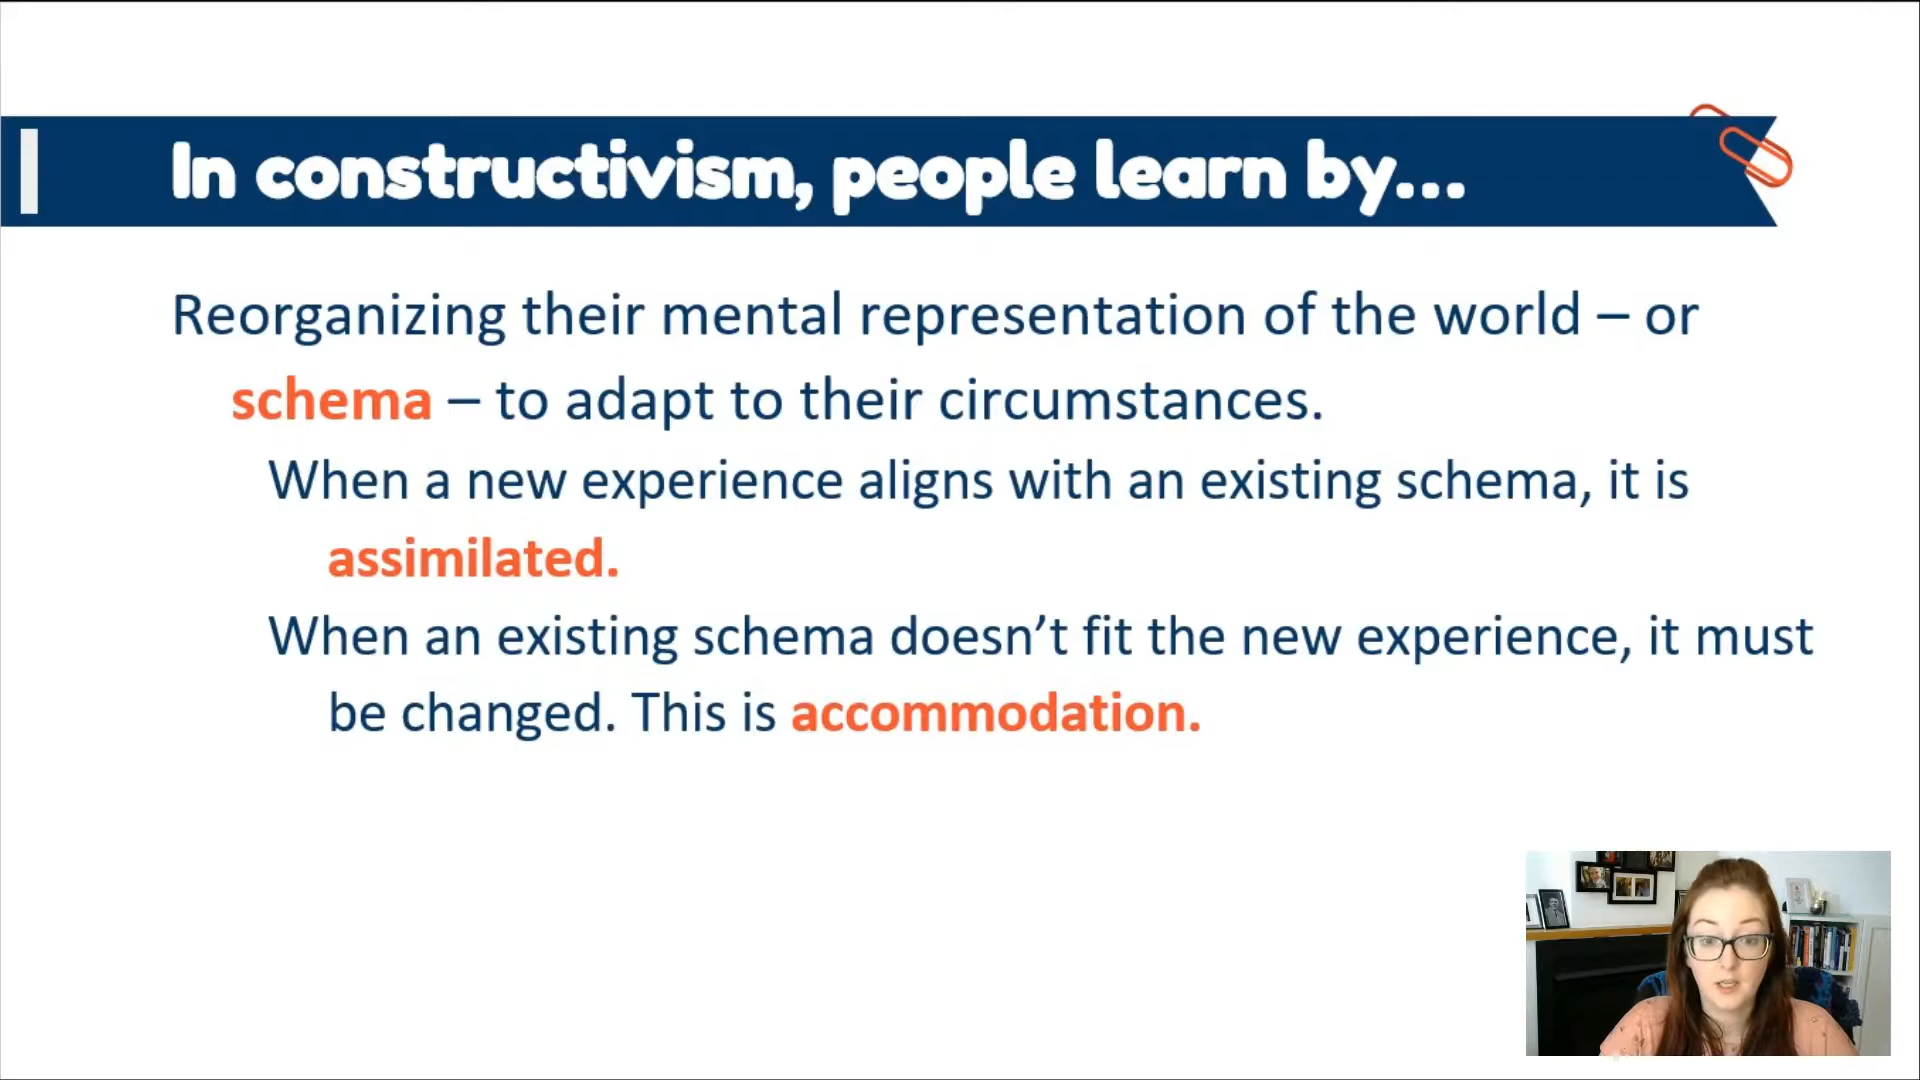 In constructivism, people learn by...
Reorganizing their mental representation of the world – or
schema – to adapt to their circumstances.
When a new experience aligns with an existing schema, it is
assimilated.
When an existing schema doesn’t fit the new experience, it must
be changed. This is accommodation.